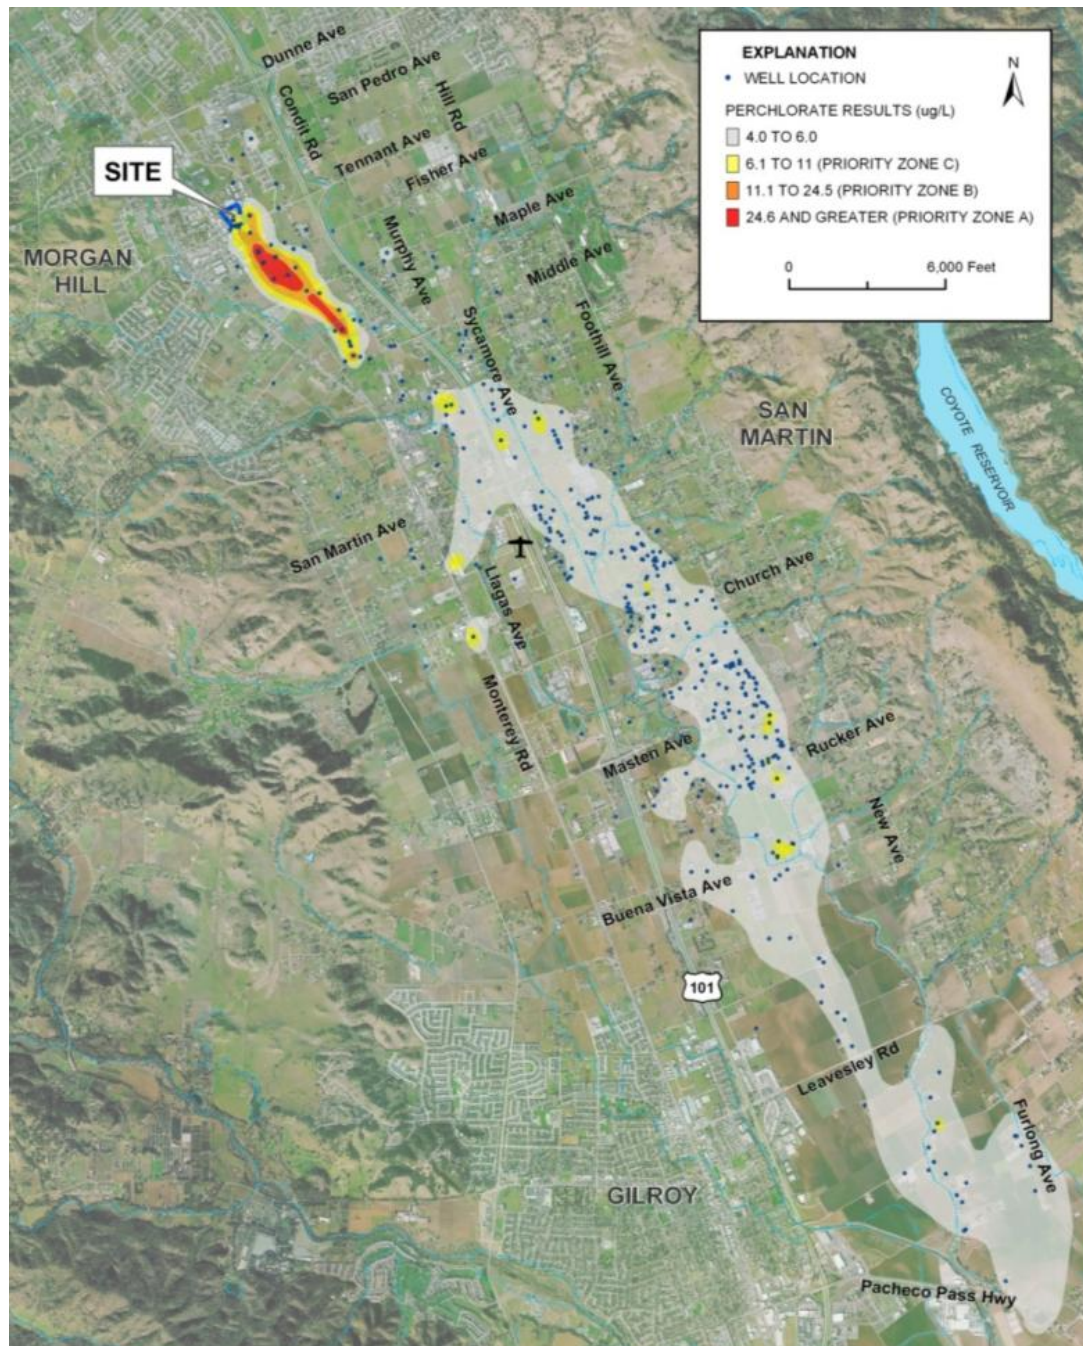 EXPLANATION
WELL LOCATION
PERCHLORATE RESULTS (ug/L)
4.0 TO 6.0
6.1 TO 11 (PRIORITY ZONE C)
11.1 TO 24.5 (PRIORITY ZONE B)
24.6 AND GREATER (PRIORITY ZONE A)
N
0
6,000 Feet
Dunne Ave
San Pedro Ave
Condit Rd
Hill Rd
Tennant Ave
Fisher Ave
SITE
Maple Ave
MORGAN
HILL
Murphy Ave
Middle Ave
Sycamore Ave
Foothill Ave
SAN
MARTIN
COYOTE RESERVOIR
San Martin Ave
Church Ave
Llagas Ave
Monterey Rd
Masten Ave
Rucker Ave
New Ave
Buena Vista Ave
101
Leavesley Rd
Furlong Ave
GILROY
Pacheco Pass Hwy